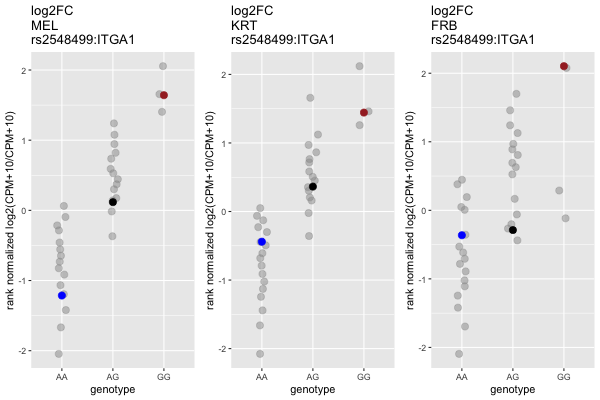 log2FC
MEL
rs2548499:ITGA1
rank normalized log2(CPM+10/CPM+10)
2
1
0
-1
-2
AA
AG
GG
genotype
log2FC
KRT
rs2548499:ITGA1
rank normalized log2(CPM+10/CPM+10)
2
1
0
-1
-2
AA
AG
GG
genotype
log2FC
FRB
rs2548499:ITGA1
rank normalized log2(CPM+10/CPM+10)
2
1
0
-1
-2
AA
AG
GG
genotype